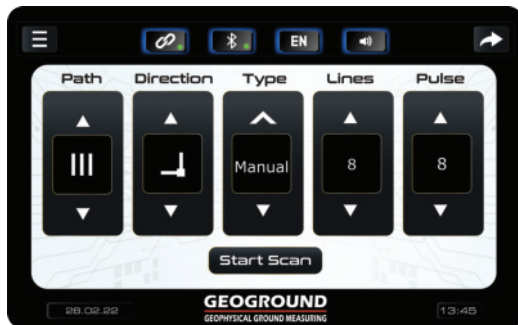 EN
Path Direction Type Lines Pulse
Manual 8 8
Start Scan
28.02.22 GEOGROUND 13:45
GEOPHYSICAL GROUND MEASURING